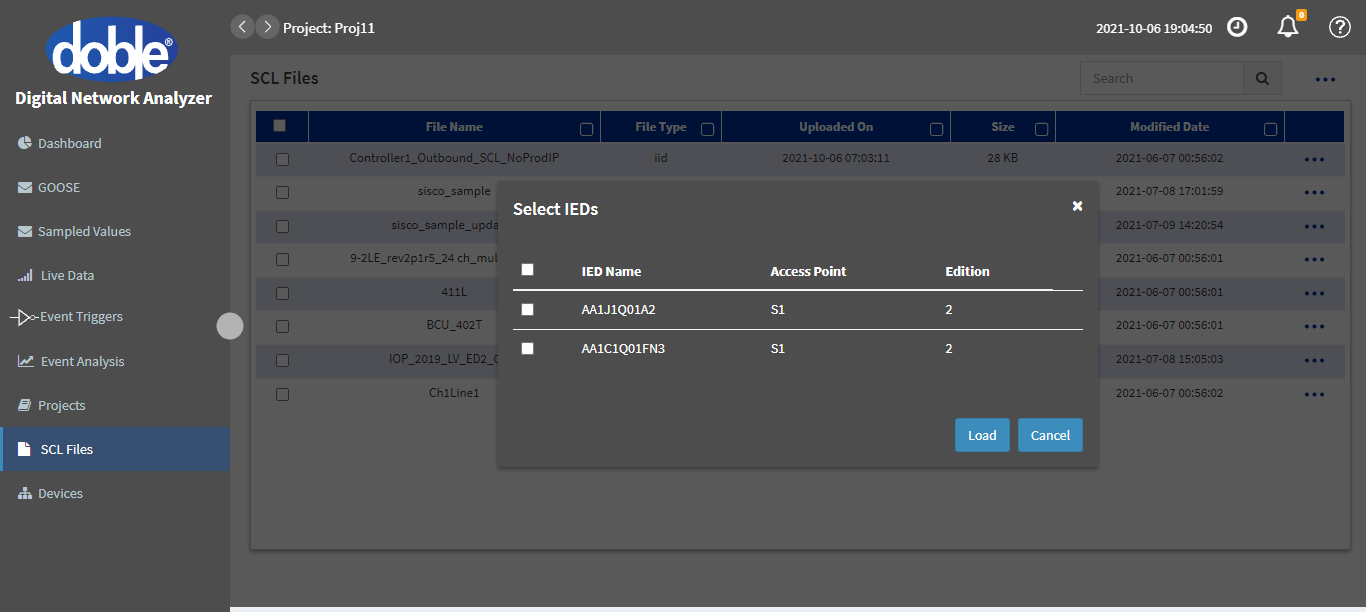 doble®
Digital Network Analyzer
Dashboard
GOOSE
Sampled Values
Live Data
Event Triggers
Event Analysis
Projects
SCL Files
Devices
Project: Proj11
2021-10-06 19:04:50
0
SCL Files
Search
File Name File Type Uploaded On Size Modified Date
Controller1_Outbound_SCL_NoProdIP iid 2021-10-06 07:03:11 28 KB 2021-06-07 00:56:02
sisco_sample 2021-07-08 17:01:59
sisco_sample_upda 2021-07-09 14:20:54
9-2LE_rev2p1r5_24 ch_mul 2021-06-07 00:56:01
411L 2021-06-07 00:56:01
BCU_402T 2021-06-07 00:56:01
IOP_2019_LV_ED2_ 2021-07-08 15:05:03
Ch1Line1 2021-06-07 00:56:02
Select IEDs
IED Name Access Point Edition
AA1J1Q01A2 S1 2
AA1C1Q01FN3 S1 2
Load Cancel